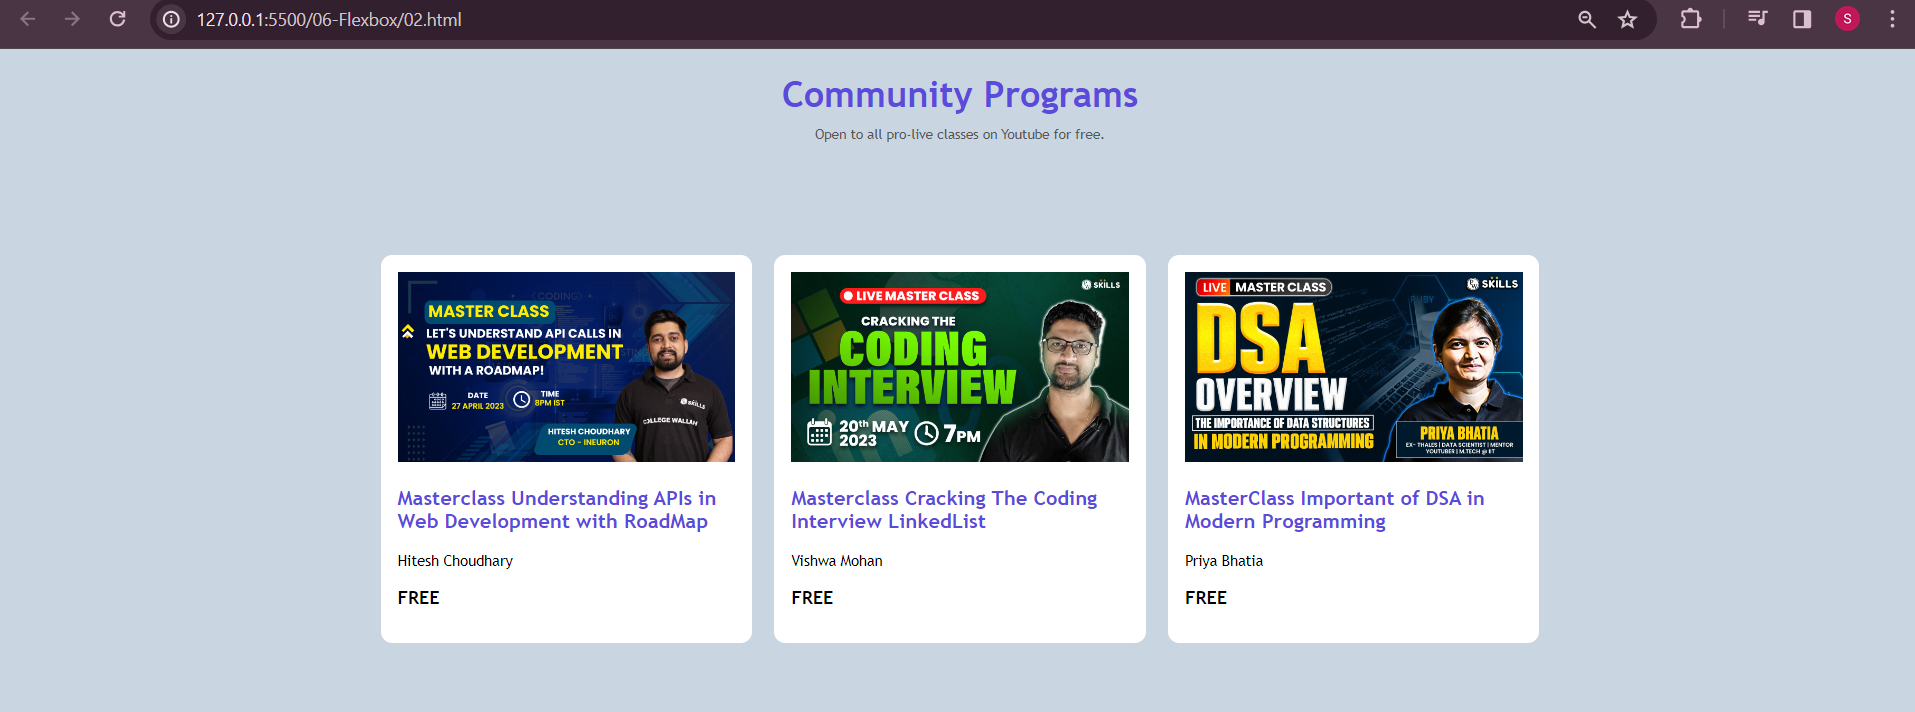 127.0.0.1:5500/06-Flexbox/02.html
S
Community Programs
Open to all pro-live classes on Youtube for free.
<CODING>
MASTER CLASS
LET'S UNDERSTAND API CALLS IN
WEB DEVELOPMENT
WITH A ROADMAP!
DATE
27 APRIL 2023
TIME
8PM IST
SKILLS
COLLEGE WALLAH
HITESH CHOUDHARY
CTO - INEURON
Masterclass Understanding APIs in
Web Development with RoadMap
Hitesh Choudhary
FREE
SKILLS
LIVE MASTER CLASS
CRACKING THE
CODING
INTERVIEW
20th MAY
2023
7PM
Masterclass Cracking The Coding
Interview LinkedList
Vishwa Mohan
FREE
LIVE MASTER CLASS
SKILLS
RUBY
DSA
OVERVIEW
THE IMPORTANCE OF DATA STRUCTURES
IN MODERN PROGRAMMING
PRIYA BHATIA
EX- THALES | DATA SCIENTIST | MENTOR
YOUTUBER | M.TECH @ IIT
MasterClass Important of DSA in
Modern Programming
Priya Bhatia
FREE